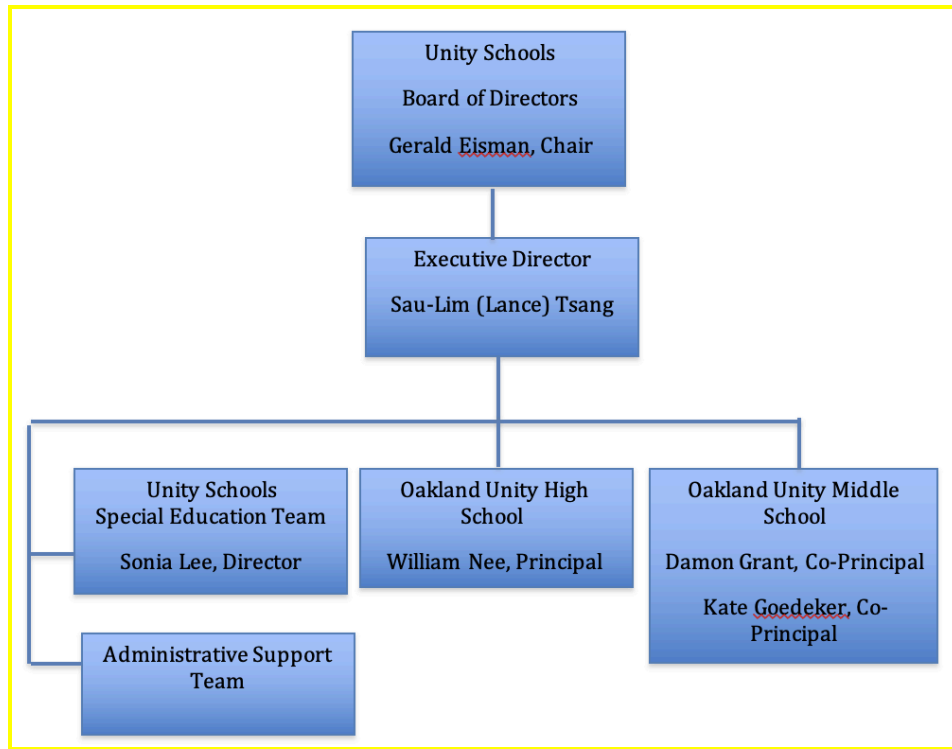 Unity Schools
Board of Directors
Gerald Eisman, Chair
Executive Director
Sau-Lim (Lance) Tsang
Unity Schools
Special Education Team
Sonia Lee, Director
Oakland Unity High
School
William Nee, Principal
Oakland Unity Middle
School
Damon Grant, Co-Principal
Kate Goedeker, Co-
Principal
Administrative Support
Team